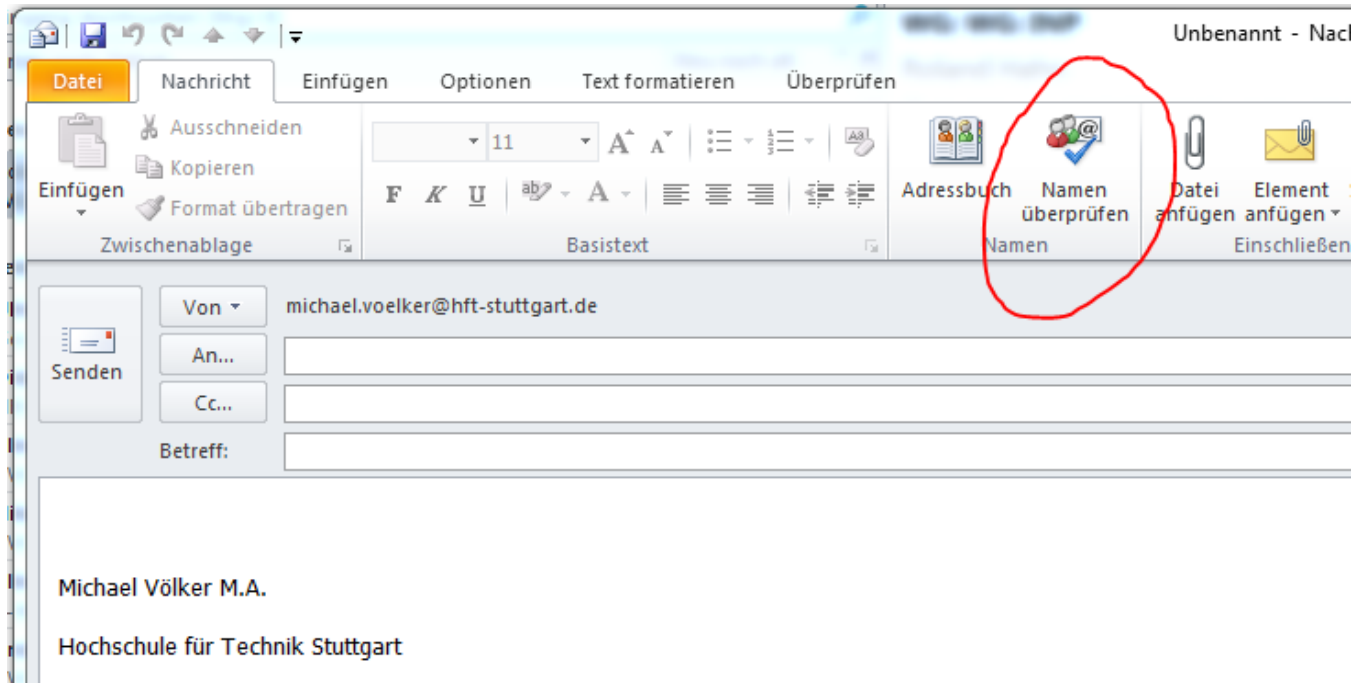 Unbenannt - Nach
Datei Nachricht Einfügen Optionen Text formatieren Überprüfen
Einfügen
Ausschneiden
Kopieren
Format übertragen
Zwischenablage
11
F K U
Basistext
Adressbuch
Namen überprüfen
Namen
Datei anfügen
Element anfügen
Einschließen
Senden
Von michael.voelker@hft-stuttgart.de
An...
Cc...
Betreff:
Michael Völker M.A.
Hochschule für Technik Stuttgart